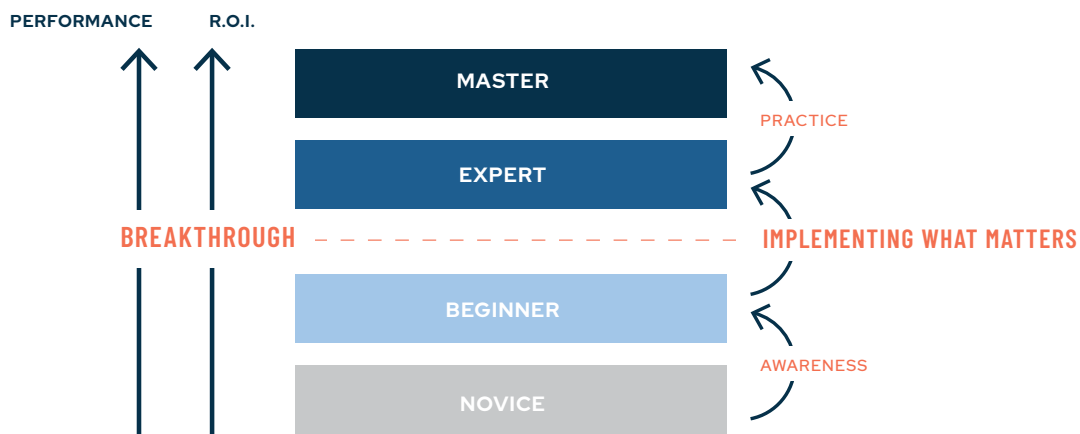 PERFORMANCE R.O.I.
MASTER
PRACTICE
EXPERT
BREAKTHROUGH IMPLEMENTING WHAT MATTERS
BEGINNER
AWARENESS
NOVICE